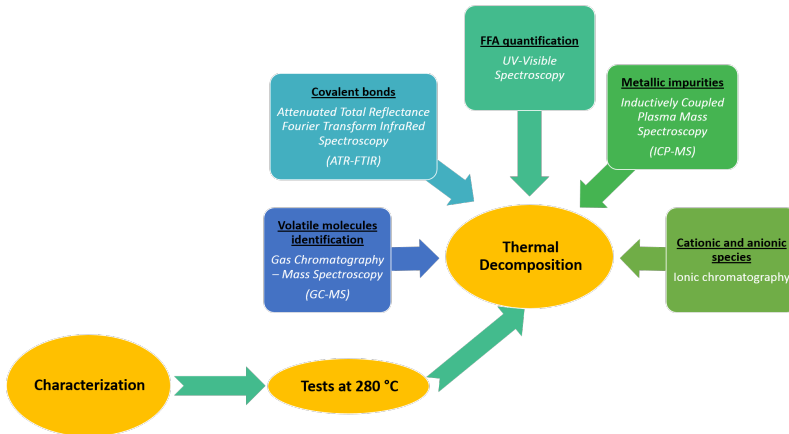 FFA quantification
UV-Visible
Spectroscopy
Metallic impurities
Inductively Coupled
Plasma Mass
Spectroscopy
(ICP-MS)
Covalent bonds
Attenuated Total Reflectance
Fourier Transform InfraRed
Spectroscopy
(ATR-FTIR)
Volatile molecules
identification
Gas Chromatography
– Mass Spectroscopy
(GC-MS)
Thermal
Decomposition
Cationic and anionic
species
Ionic chromatography
Characterization
Tests at 280 °C